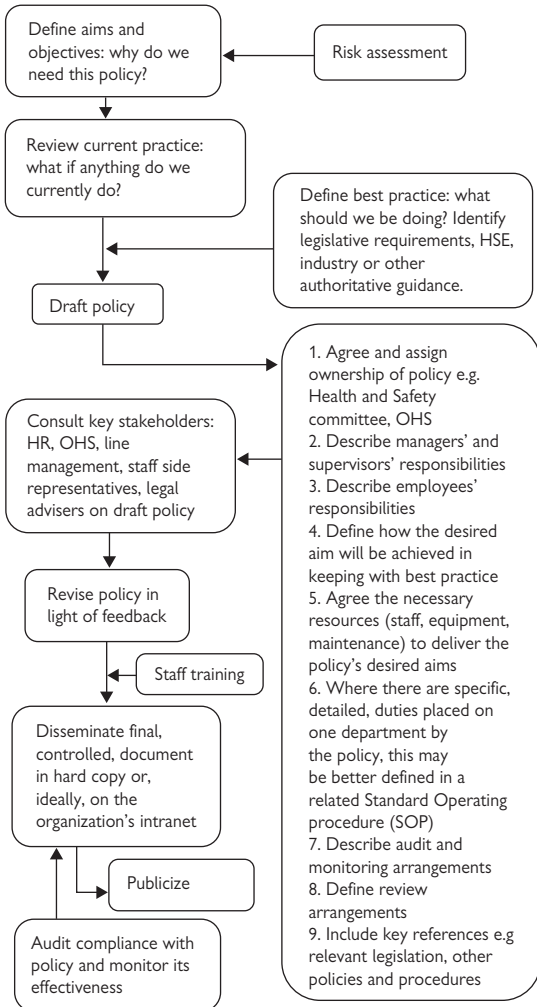 Define aims and
objectives: why do we
need this policy?
Risk assessment
Review current practice:
what if anything do we
currently do?
Define best practice: what
should we be doing? Identify
legislative requirements, HSE,
industry or other
authoritative guidance.
Draft policy
1. Agree and assign
ownership of policy e.g.
Health and Safety
committee, OHS
2. Describe managers’ and
supervisors’ responsibilities
3. Describe employees’
responsibilities
4. Define how the desired
aim will be achieved in
keeping with best practice
5. Agree the necessary
resources (staff, equipment,
maintenance) to deliver the
policy’s desired aims
6. Where there are specific,
detailed, duties placed on
one department by
the policy, this may
be better defined in a
related Standard Operating
procedure (SOP)
7. Describe audit and
monitoring arrangements
8. Define review
arrangements
9. Include key references e.g
relevant legislation, other
policies and procedures
Consult key stakeholders:
HR, OHS, line
management, staff side
representatives, legal
advisers on draft policy
Revise policy in
light of feedback
Staff training
Disseminate final,
controlled, document
in hard copy or,
ideally, on the
organization’s intranet
Publicize
Audit compliance with
policy and monitor its
effectiveness